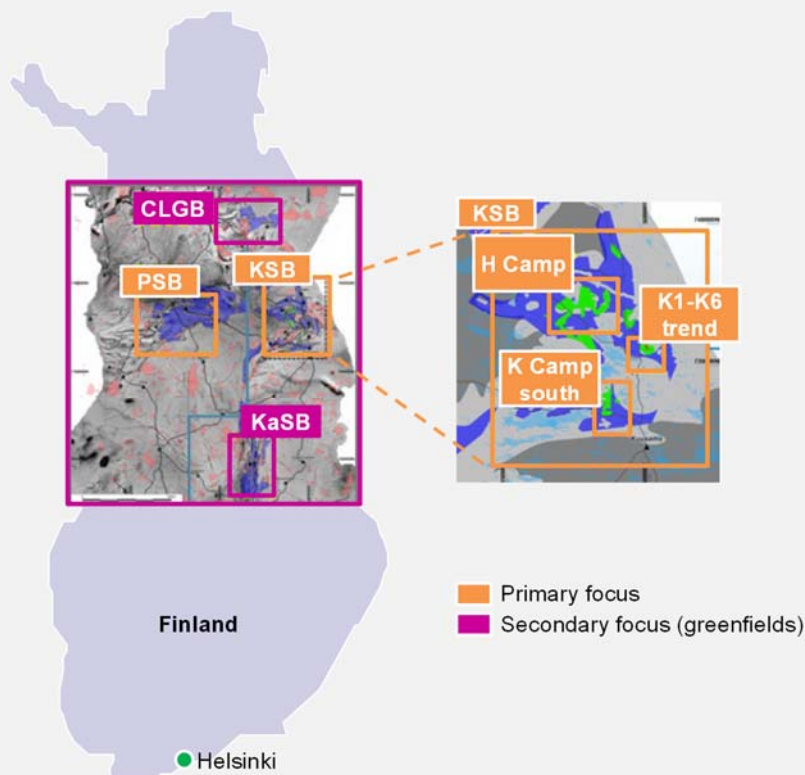 CLGB
PSB
KSB
KaSB
KSB
H Camp
K1-K6
trend
K Camp
south
Finland
Primary focus
Secondary focus (greenfields)
Helsinki